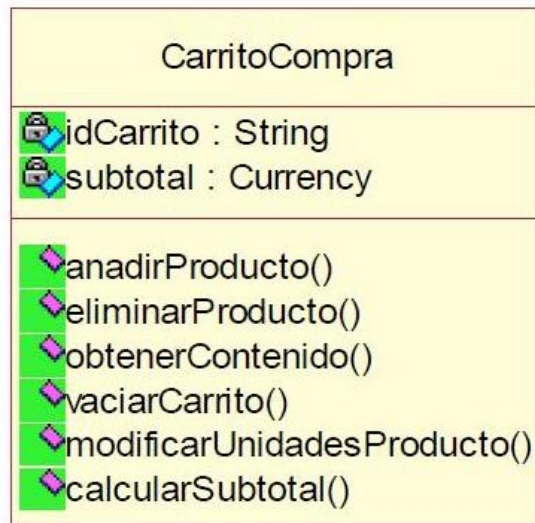 CarritoCompra
idCarrito : String
subtotal : Currency
anadirProducto()
eliminarProducto()
obtenerContenido()
vaciarCarrito()
modificarUnidadesProducto()
calcularSubtotal()